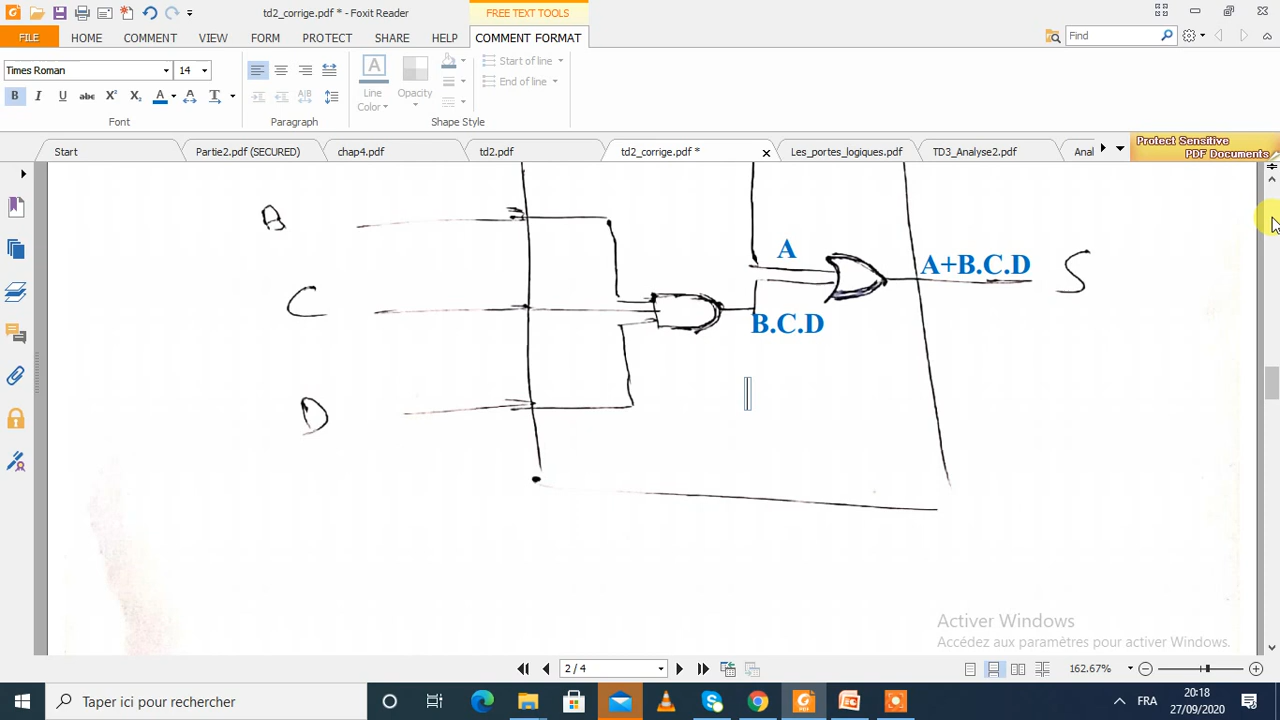 td2_corrige.pdf * - Foxit Reader
FREE TEXT TOOLS
FILE HOME COMMENT VIEW FORM PROTECT SHARE HELP COMMENT FORMAT
Find
Times Roman 14
B I U abc X² X₂ A A T
Line Color
Opacity
Start of line
End of line
Font Paragraph Shape Style
Start Partie2.pdf (SECURED) chap4.pdf td2.pdf td2_corrige.pdf * Les_portes_logiques.pdf TD3_Analyse2.pdf Anal
Protect Sensitive
PDF Documents
B
A
A+B.C.D
S
C
B.C.D
D
Activer Windows
Accédez aux paramètres pour activer Windows.
2 / 4
162.67%
Taper ici pour rechercher
FRA
20:18
27/09/2020